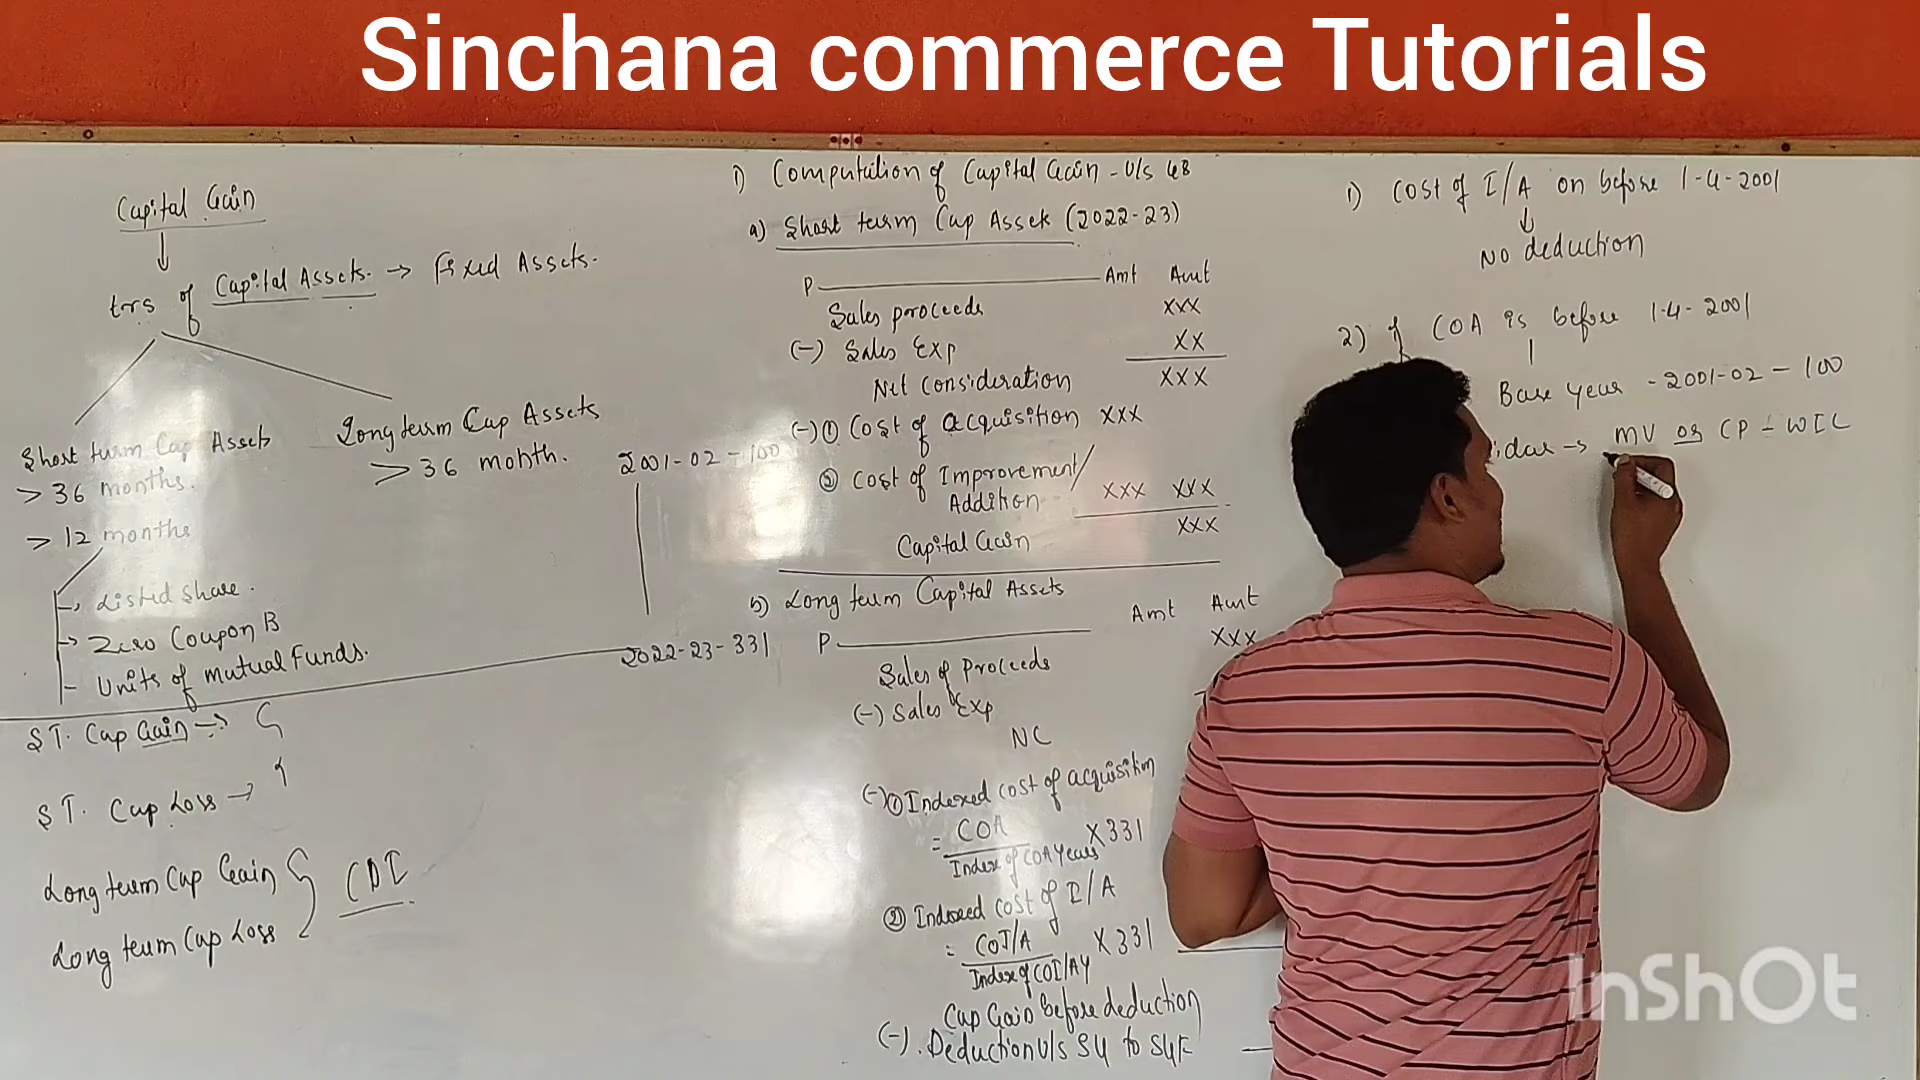 Sinchana commerce Tutorials
Capital Gain
trs of Capital Assets. → Fixed Assets.
Short term Cap Assets
> 36 months.
> 12 months
→ Listed Share.
→ Zero Coupon B
- Units of Mutual Funds.
Long term Cap Assets
> 36 month.
S T. Cap Gain →
S T. Cap Loss →
Long term Cap Gain
Long term Cap Loss
CDI
2001-02-100
2022-23-331
1) Computation of Capital Gain - U/s 48
a) Short term Cap Asset (2022-23)
P Amt Amt
Sales proceeds XXX
(-) Sales Exp XX
Net Consideration XXX
(-) ① Cost of Acquisition XXX
② Cost of Improvement/
Addition XXX XXX
Capital Gain XXX
b) Long term Capital Assets
P Amt Amt
Sales of Proceeds XXX
(-) Sales Exp
NC
(-) ① Indexed cost of acquisition
= COA / Index of COA Years X 331
② Indexed Cost of I/A
= COI/A / Index of COI/AY X 331
Cap Gain before deduction
(-). Deduction U/s 54 to 54F
1) Cost of I/A on before 1-4-2001
↓
NO deduction
2) if COA is before 1-4-2001
Base year - 2001-02 - 100
→ MV or CP - WIC
InShOt